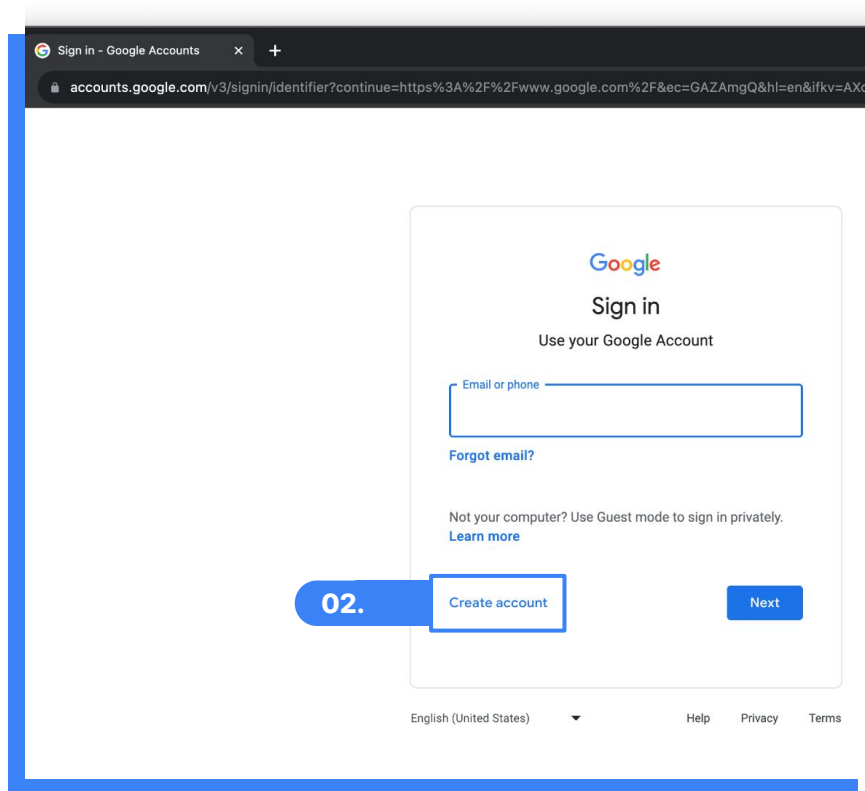 Sign in - Google Accounts
accounts.google.com/v3/signin/identifier?continue=https%3A%2F%2Fwww.google.com%2F&ec=GAZAmgQ&hl=en&ifkv=AXo
Google
Sign in
Use your Google Account
Email or phone
Forgot email?
Not your computer? Use Guest mode to sign in privately.
Learn more
02. Create account Next
English (United States) Help Privacy Terms